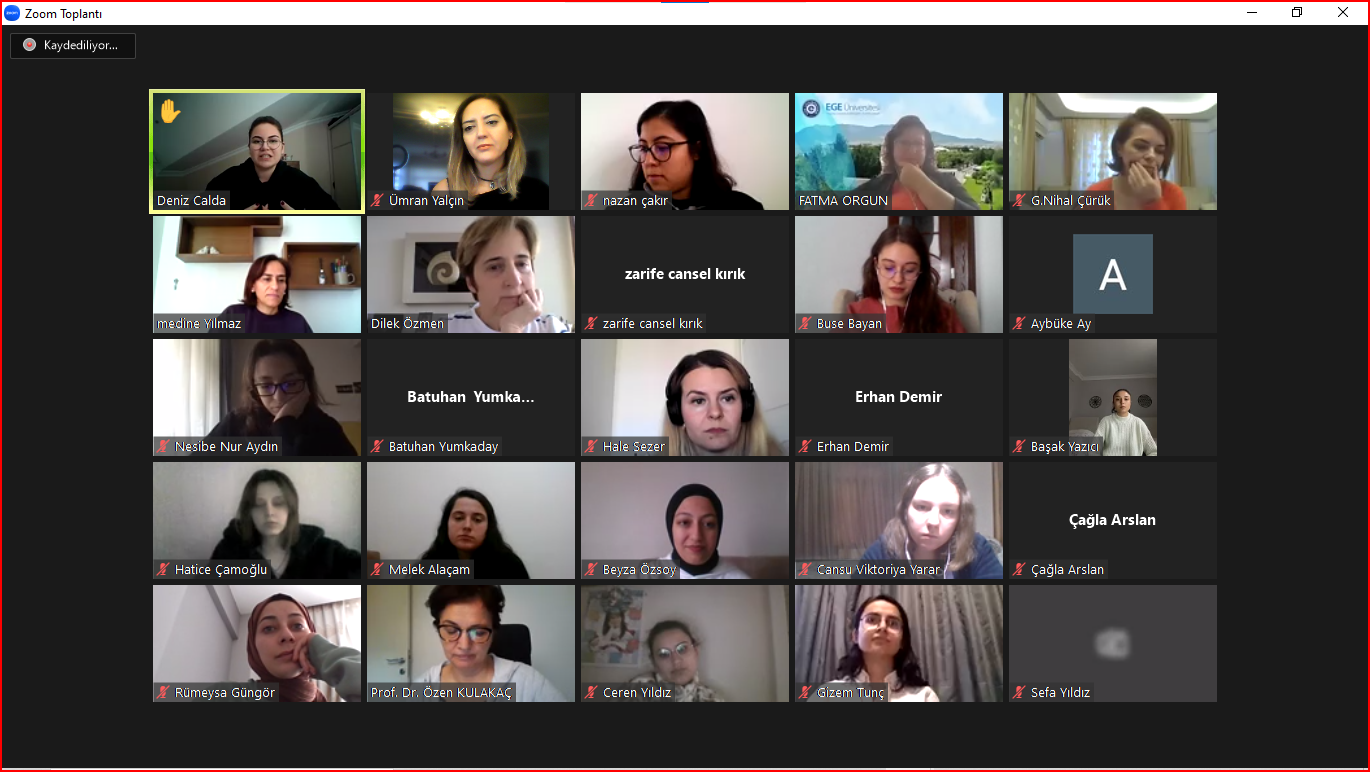 zoom
Zoom Toplantı
Kaydediliyor...
Deniz Calda
Ümran Yalçın
nazan çakır
EGE Üniversitesi
FATMA ORGUN
G.Nihal Çürük
medine Yılmaz
Dilek Özmen
zarife cansel kırık
zarife cansel kırık
Buse Bayan
A
Aybüke Ay
Nesibe Nur Aydın
Batuhan Yumka...
Batuhan Yumkaday
Hale Sezer
Erhan Demir
Erhan Demir
Başak Yazıcı
Hatice Çamoğlu
Melek Alaçam
Beyza Özsoy
Cansu Viktoriya Yarar
Çağla Arslan
Çağla Arslan
Rümeysa Güngör
Prof. Dr. Özen KULAKAÇ
Ceren Yıldız
Gizem Tunç
Sefa Yıldız